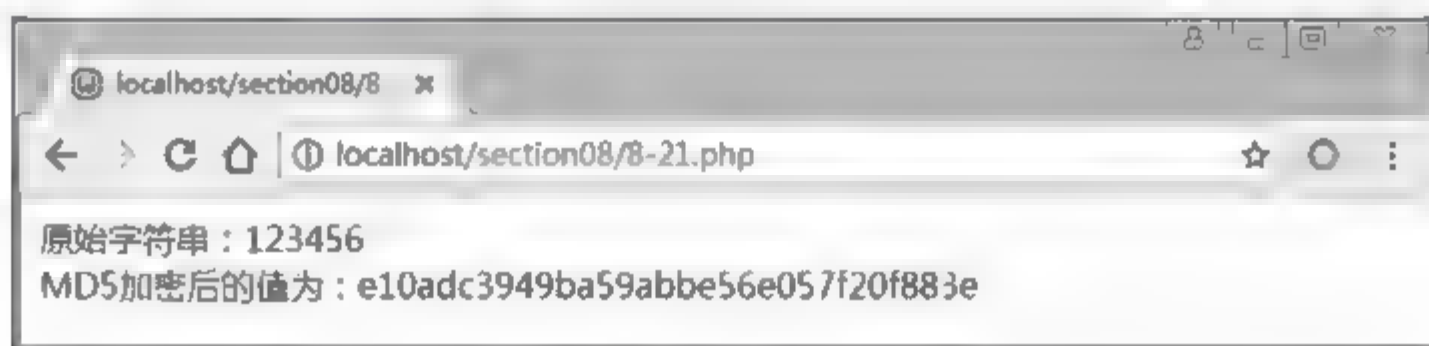 localhost/section08/8
localhost/section08/8-21.php
原始字符串：123456
MD5加密后的值为：e10adc3949ba59abbe56e057f20f883e